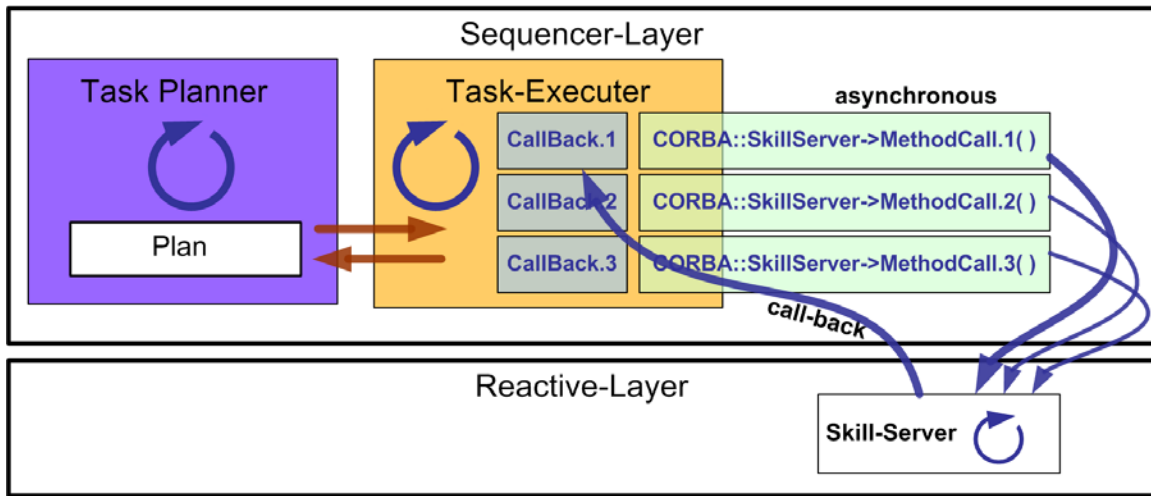 Sequencer-Layer
Task Planner
Plan
Task-Executer
asynchronous
CallBack.1
CORBA::SkillServer->MethodCall.1( )
CallBack.2
CORBA::SkillServer->MethodCall.2( )
CallBack.3
CORBA::SkillServer->MethodCall.3( )
call-back
Reactive-Layer
Skill-Server